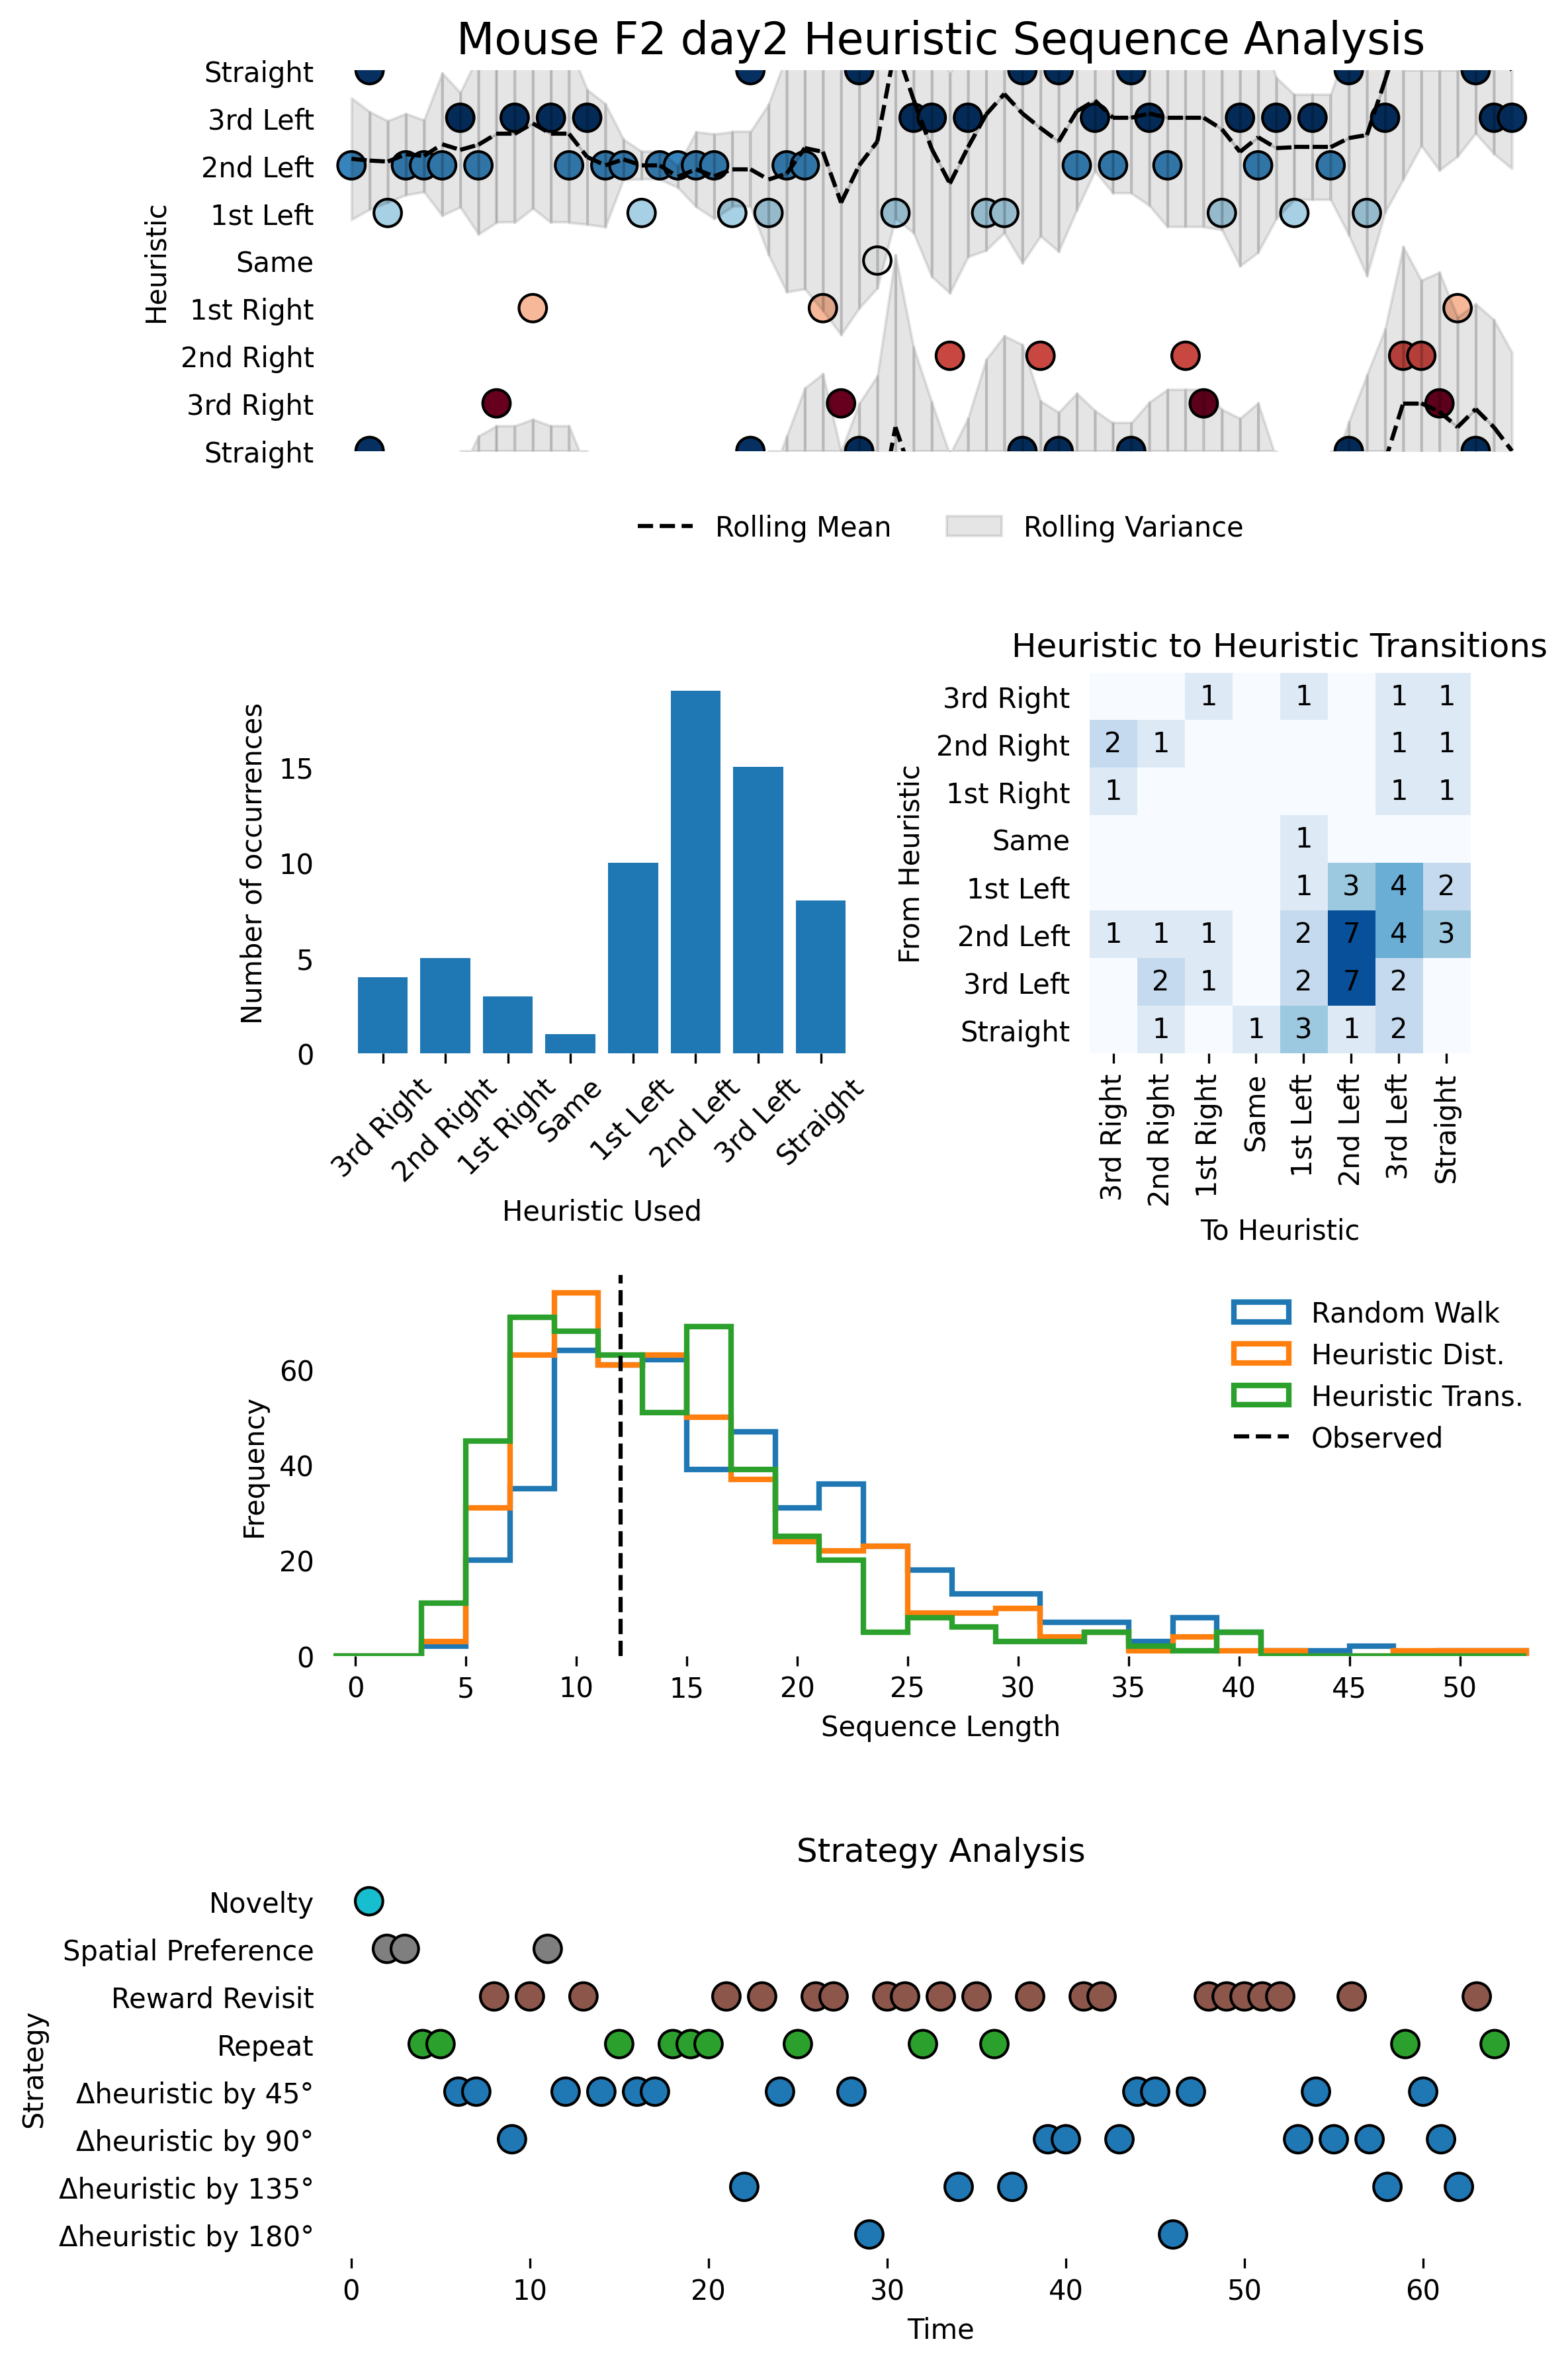 Mouse F2 day2 Heuristic Sequence Analysis
Heuristic
Straight
3rd Left
2nd Left
1st Left
Same
1st Right
2nd Right
3rd Right
Straight
Rolling Mean
Rolling Variance
Number of occurrences
15
10
5
0
3rd Right
2nd Right
1st Right
Same
1st Left
2nd Left
3rd Left
Straight
Heuristic Used
Heuristic to Heuristic Transitions
From Heuristic
3rd Right 1 1 1 1
2nd Right 2 1 1 1
1st Right 1 1 1
Same 1
1st Left 1 3 4 2
2nd Left 1 1 1 2 7 4 3
3rd Left 2 1 2 7 2
Straight 1 1 3 1 2
3rd Right
2nd Right
1st Right
Same
1st Left
2nd Left
3rd Left
Straight
To Heuristic
Frequency
60
40
20
0
0 5 10 15 20 25 30 35 40 45 50
Sequence Length
Random Walk
Heuristic Dist.
Heuristic Trans.
Observed
Strategy Analysis
Strategy
Novelty
Spatial Preference
Reward Revisit
Repeat
Δheuristic by 45°
Δheuristic by 90°
Δheuristic by 135°
Δheuristic by 180°
0 10 20 30 40 50 60
Time